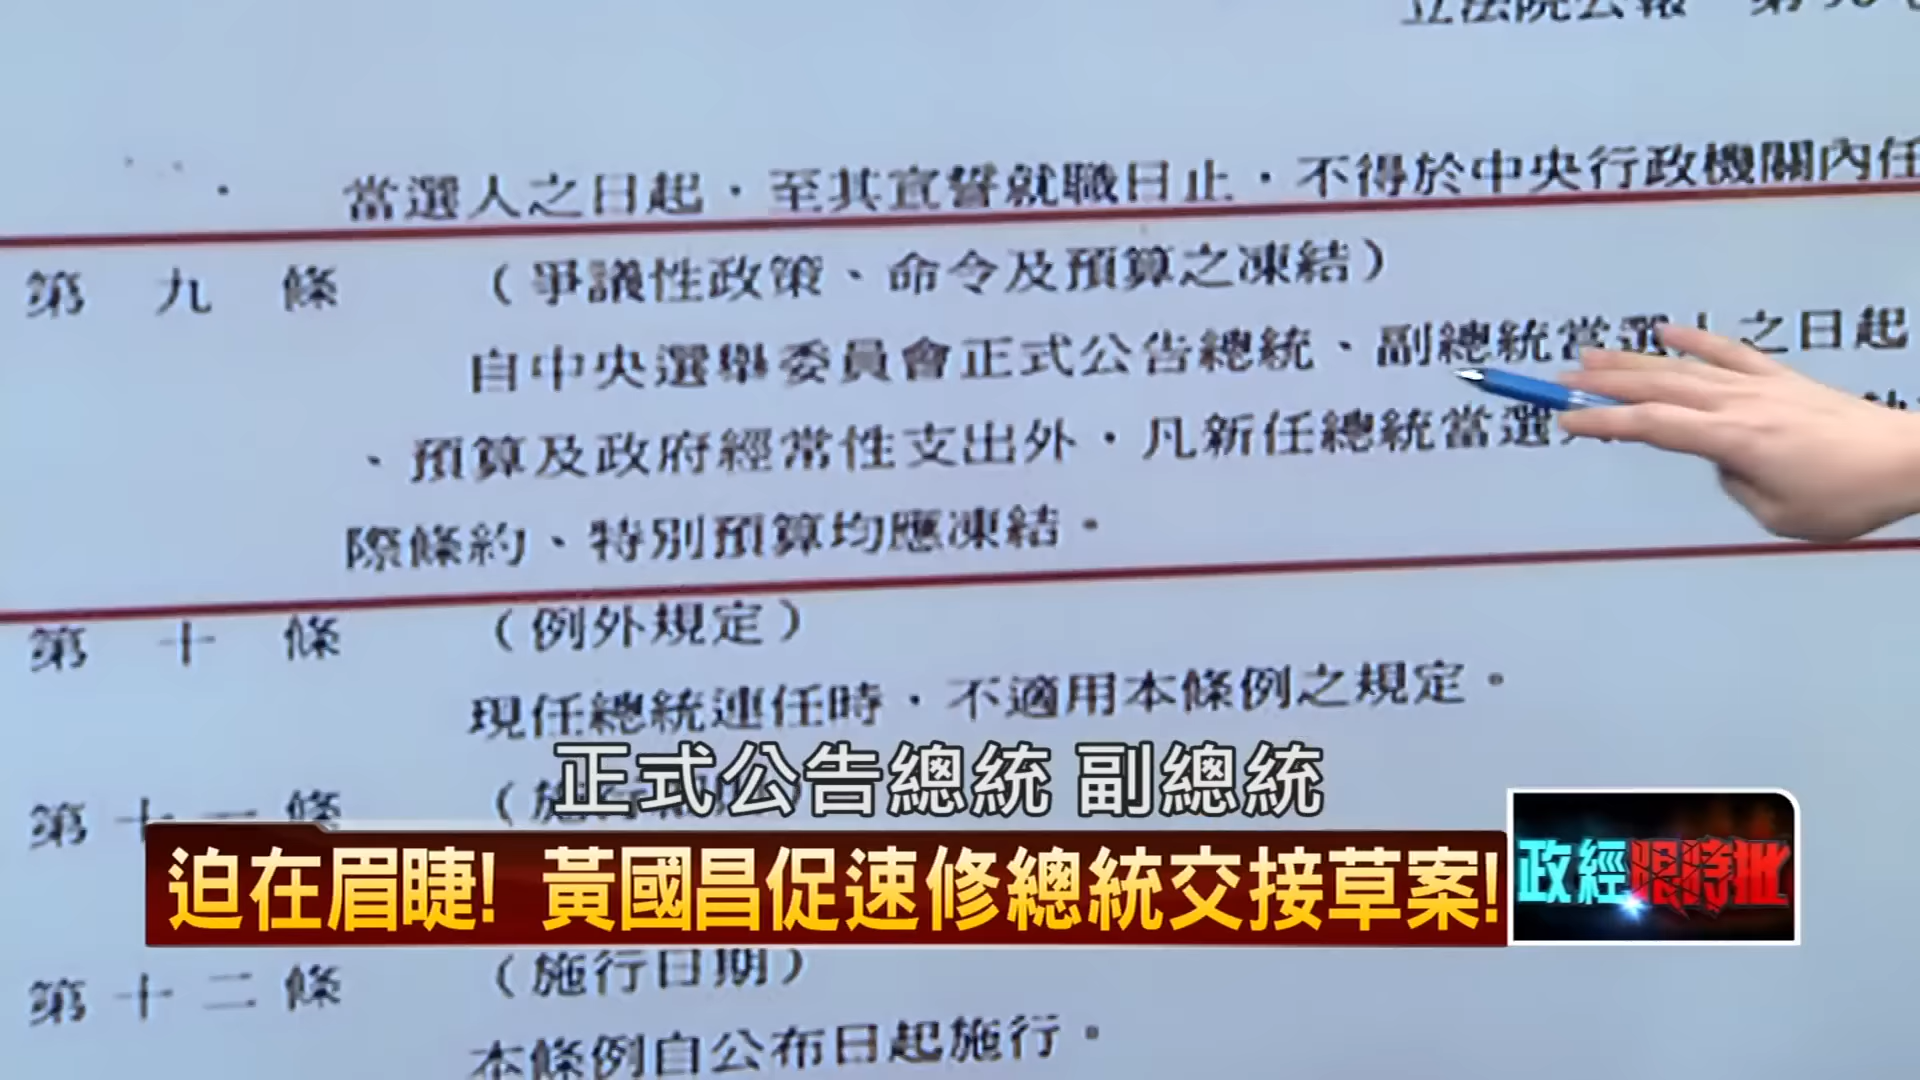 立法院公報 第
當選人之日起，至其宣誓就職日止，不得於中央行政機關內任
第九條 （爭議性政策、命令及預算之凍結）
自中央選舉委員會正式公告總統、副總統當選人之日起
、預算及政府經常性支出外，凡新任總統當選
際條約、特別預算均應凍結。
第十條 （例外規定）
現任總統連任時，不適用本條例之規定。
正式公告總統 副總統
第十一條 （施行
迫在眉睫! 黃國昌促速修總統交接草案!
政經眼特批
第十二條 （施行日期）
本條例自公布日起施行。